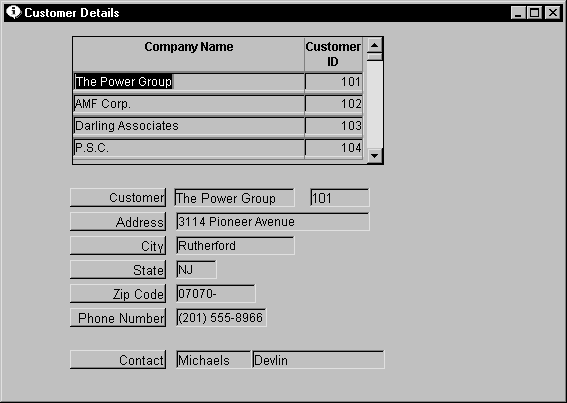 Customer Details
Company Name Customer ID
The Power Group 101
AMF Corp. 102
Darling Associates 103
P.S.C. 104
Customer The Power Group 101
Address 3114 Pioneer Avenue
City Rutherford
State NJ
Zip Code 07070-
Phone Number (201) 555-8966
Contact Michaels Devlin